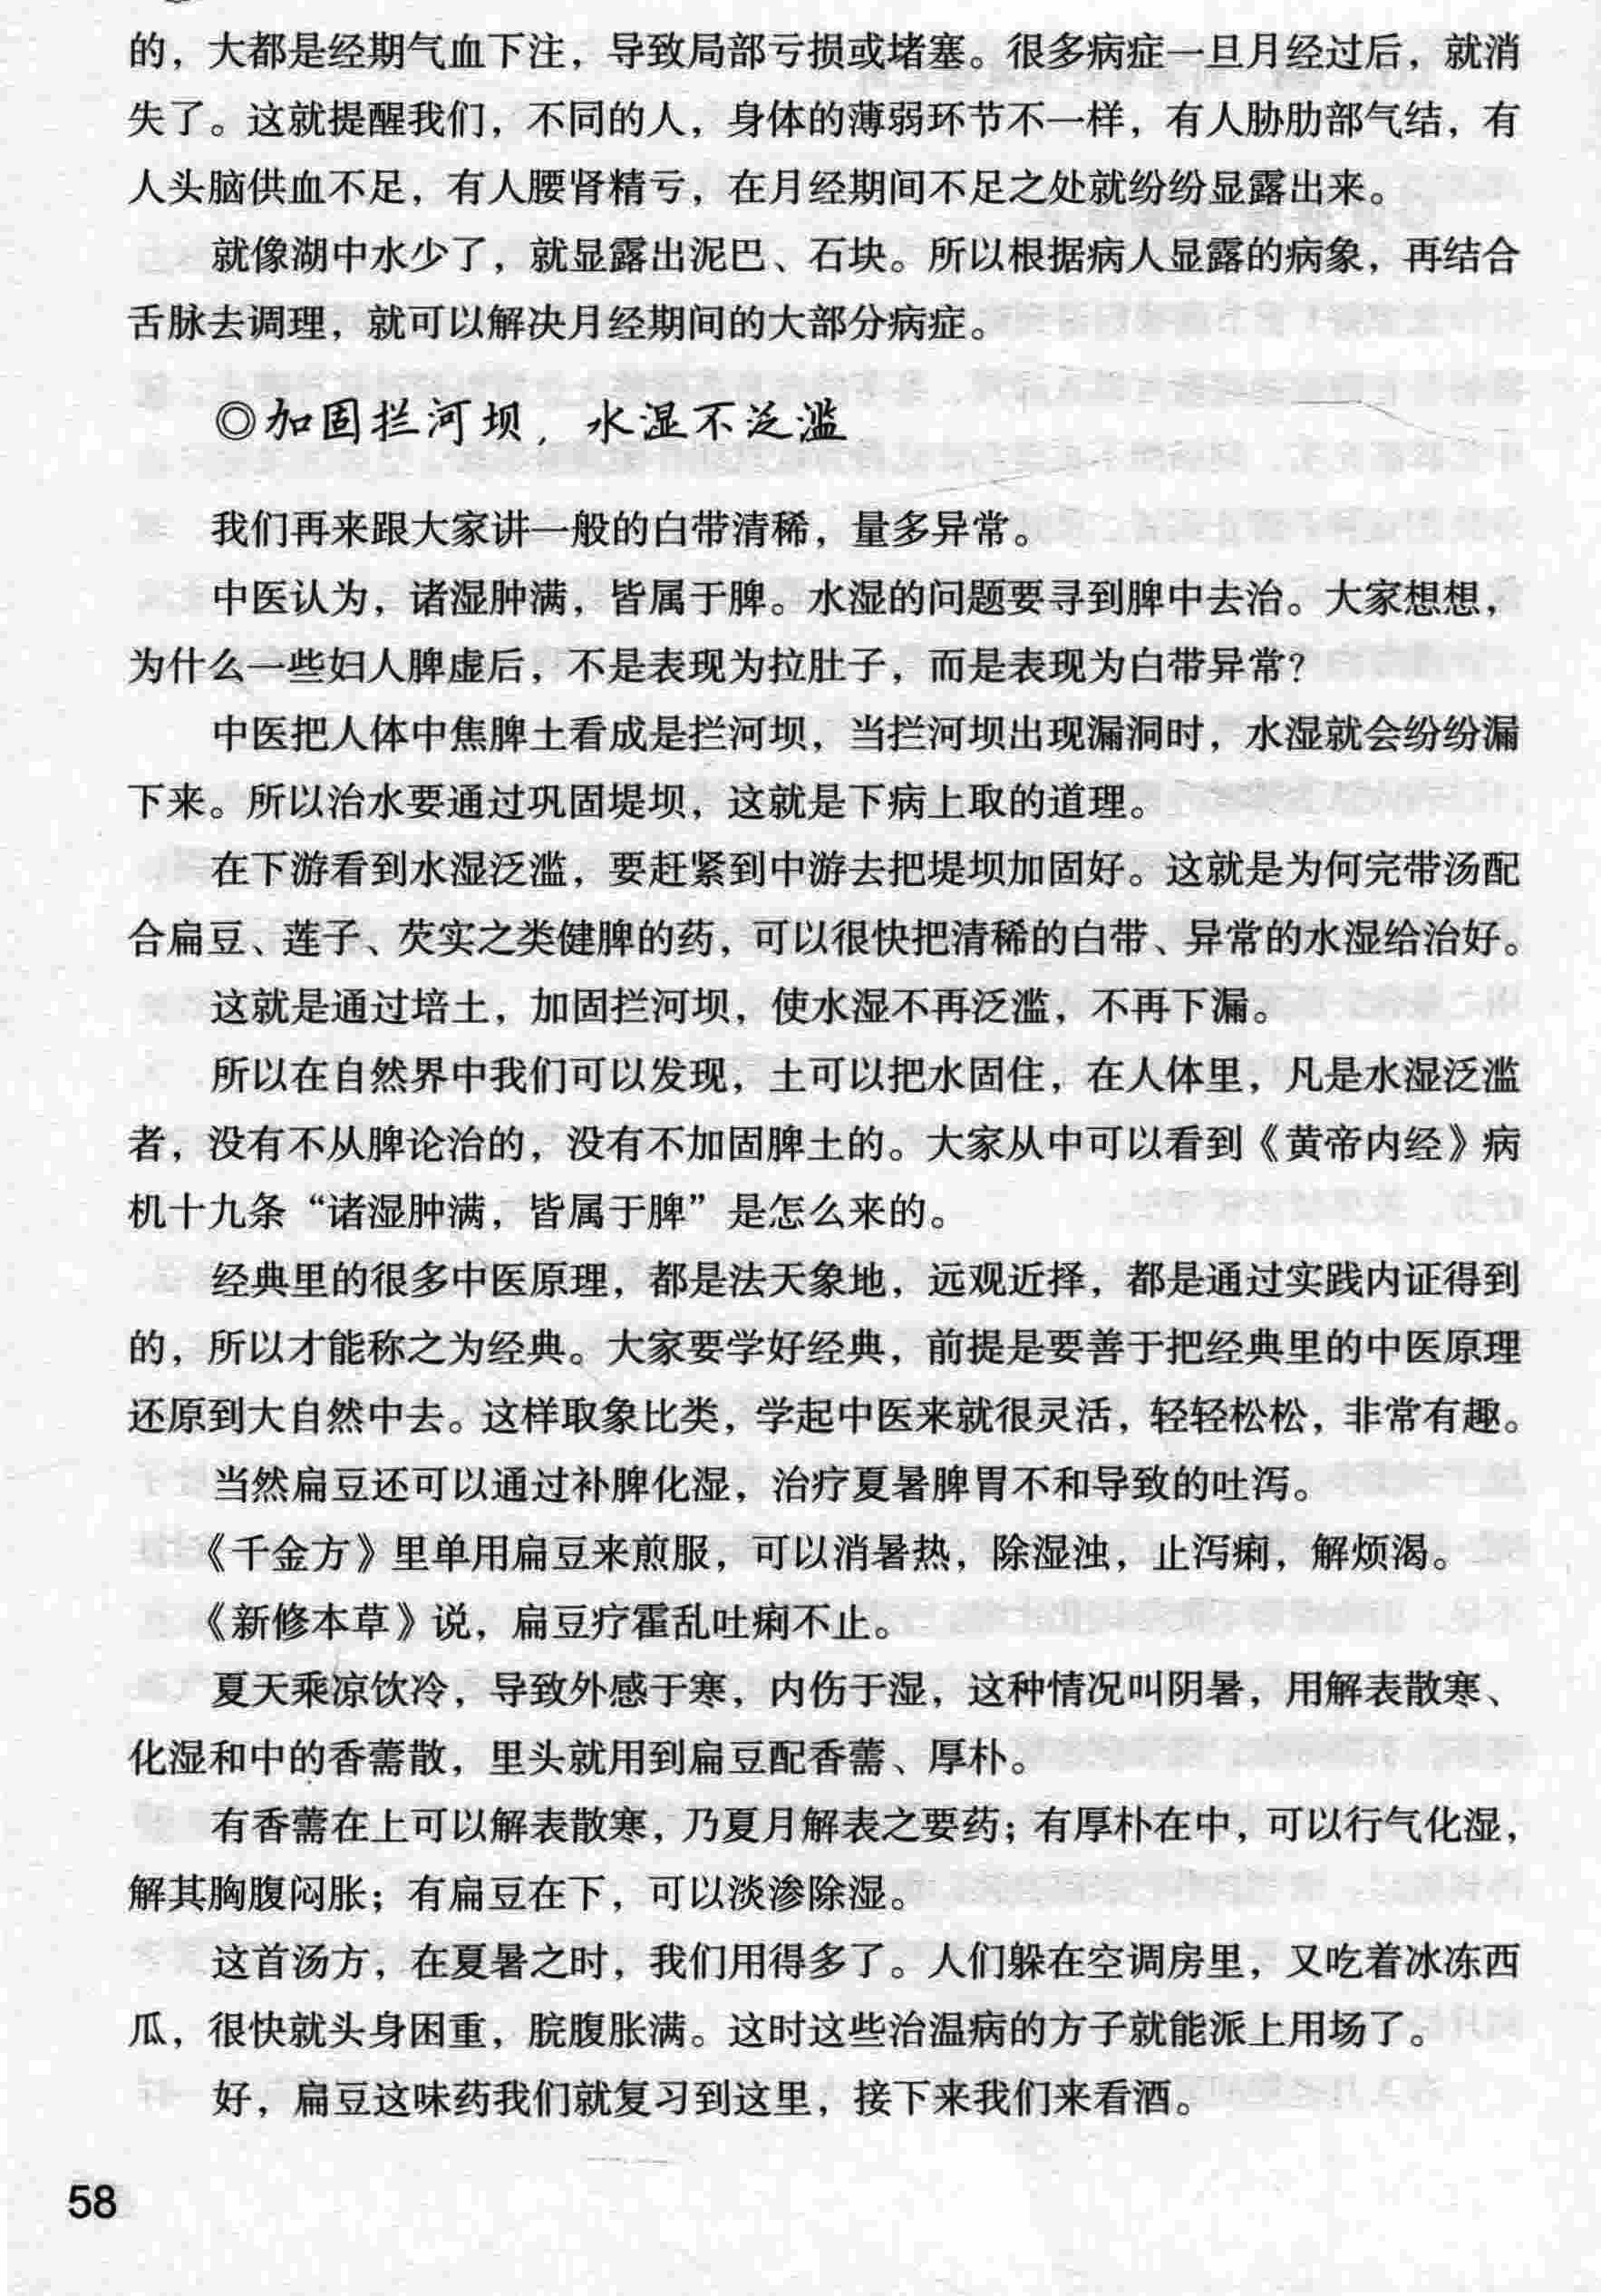 的，大都是经期气血下注，导致局部亏损或堵塞。很多病症一旦月经过后，就消
失了。这就提醒我们，不同的人，身体的薄弱环节不一样，有人胁肋部气结，有
人头脑供血不足，有人腰肾精亏，在月经期间不足之处就纷纷显露出来。
就像湖中水少了，就显露出泥巴、石块。所以根据病人显露的病象，再结合
舌脉去调理，就可以解决月经期间的大部分病症。
◎加固拦河坝，水湿不泛滥
我们再来跟大家讲一般的白带清稀，量多异常。
中医认为，诸湿肿满，皆属于脾。水湿的问题要寻到脾中去治。大家想想，
为什么一些妇人脾虚后，不是表现为拉肚子，而是表现为白带异常？
中医把人体中焦脾土看成是拦河坝，当拦河坝出现漏洞时，水湿就会纷纷漏
下来。所以治水要通过巩固堤坝，这就是下病上取的道理。
在下游看到水湿泛滥，要赶紧到中游去把堤坝加固好。这就是为何完带汤配
合扁豆、莲子、芡实之类健脾的药，可以很快把清稀的白带、异常的水湿给治好。
这就是通过培土，加固拦河坝，使水湿不再泛滥，不再下漏。
所以在自然界中我们可以发现，土可以把水固住，在人体里，凡是水湿泛滥
者，没有不从脾论治的，没有不加固脾土的。大家从中可以看到《黄帝内经》病
机十九条“诸湿肿满，皆属于脾”是怎么来的。
经典里的很多中医原理，都是法天象地，远观近择，都是通过实践内证得到
的，所以才能称之为经典。大家要学好经典，前提是要善于把经典里的中医原理
还原到大自然中去。这样取象比类，学起中医来就很灵活，轻轻松松，非常有趣。
当然扁豆还可以通过补脾化湿，治疗夏暑脾胃不和导致的吐泻。
《千金方》里单用扁豆来煎服，可以消暑热，除湿浊，止泻痢，解烦渴。
《新修本草》说，扁豆疗霍乱吐痢不止。
夏天乘凉饮冷，导致外感于寒，内伤于湿，这种情况叫阴暑，用解表散寒、
化湿和中的香薷散，里头就用到扁豆配香薷、厚朴。
有香薷在上可以解表散寒，乃夏月解表之要药；有厚朴在中，可以行气化湿，
解其胸腹闷胀；有扁豆在下，可以淡渗除湿。
这首汤方，在夏暑之时，我们用得多了。人们躲在空调房里，又吃着冰冻西
瓜，很快就头身困重，脘腹胀满。这时这些治温病的方子就能派上用场了。
好，扁豆这味药我们就复习到这里，接下来我们来看酒。
58